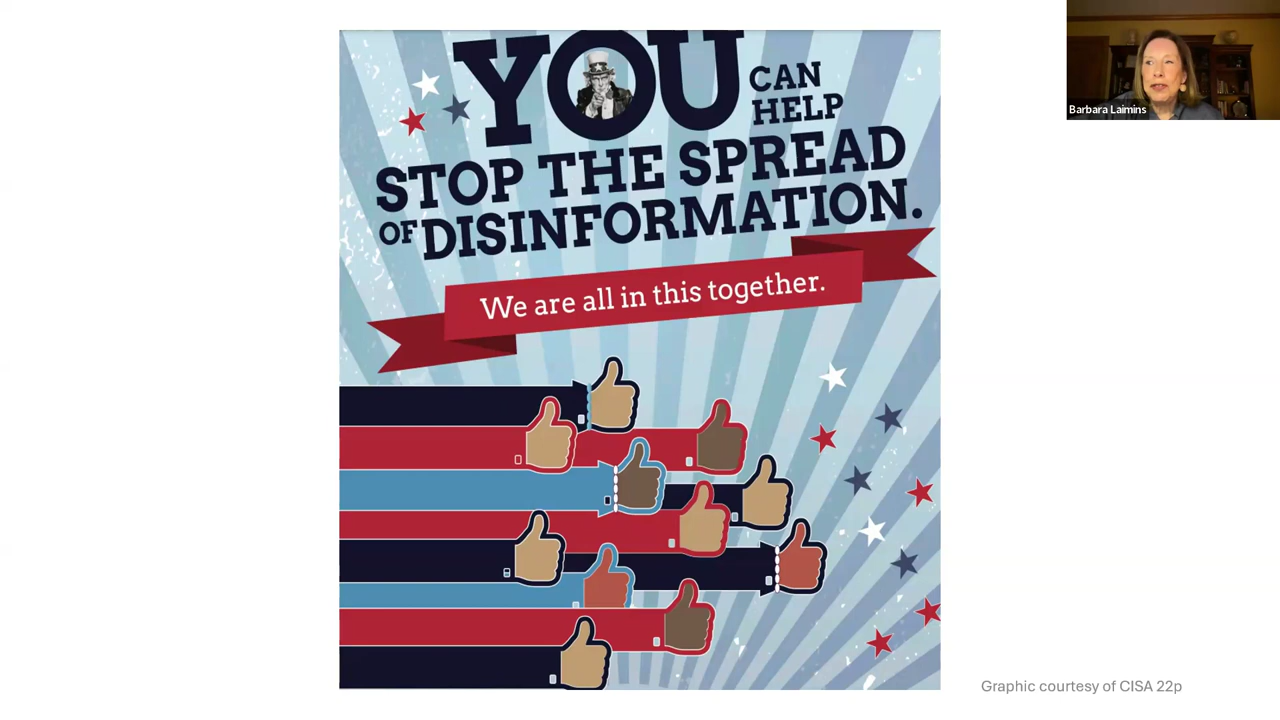 YOU CAN
HELP
STOP THE SPREAD
OF DISINFORMATION.
We are all in this together.
Barbara Laimins
Graphic courtesy of CISA 22p